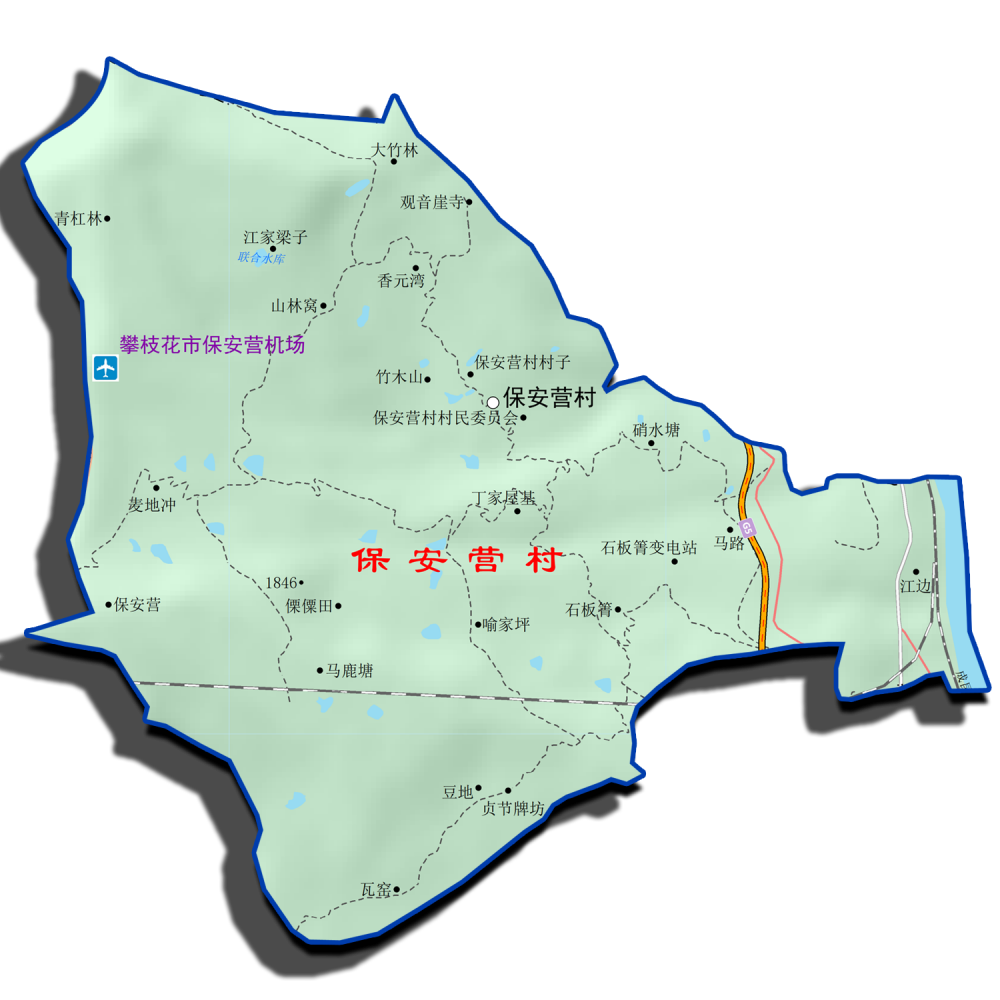 大竹林
观音崖寺
青杠林
江家梁子
联合水库
香元湾
山林窝
攀枝花市保安营机场
保安营村村子
竹木山
保安营村
保安营村村民委员会
硝水塘
麦地冲
丁家屋基
G5
马路
石板箐变电站
保安营村
江边
1846
保安营
傈僳田
石板箐
喻家坪
马鹿塘
成昆
豆地
贞节牌坊
瓦窑